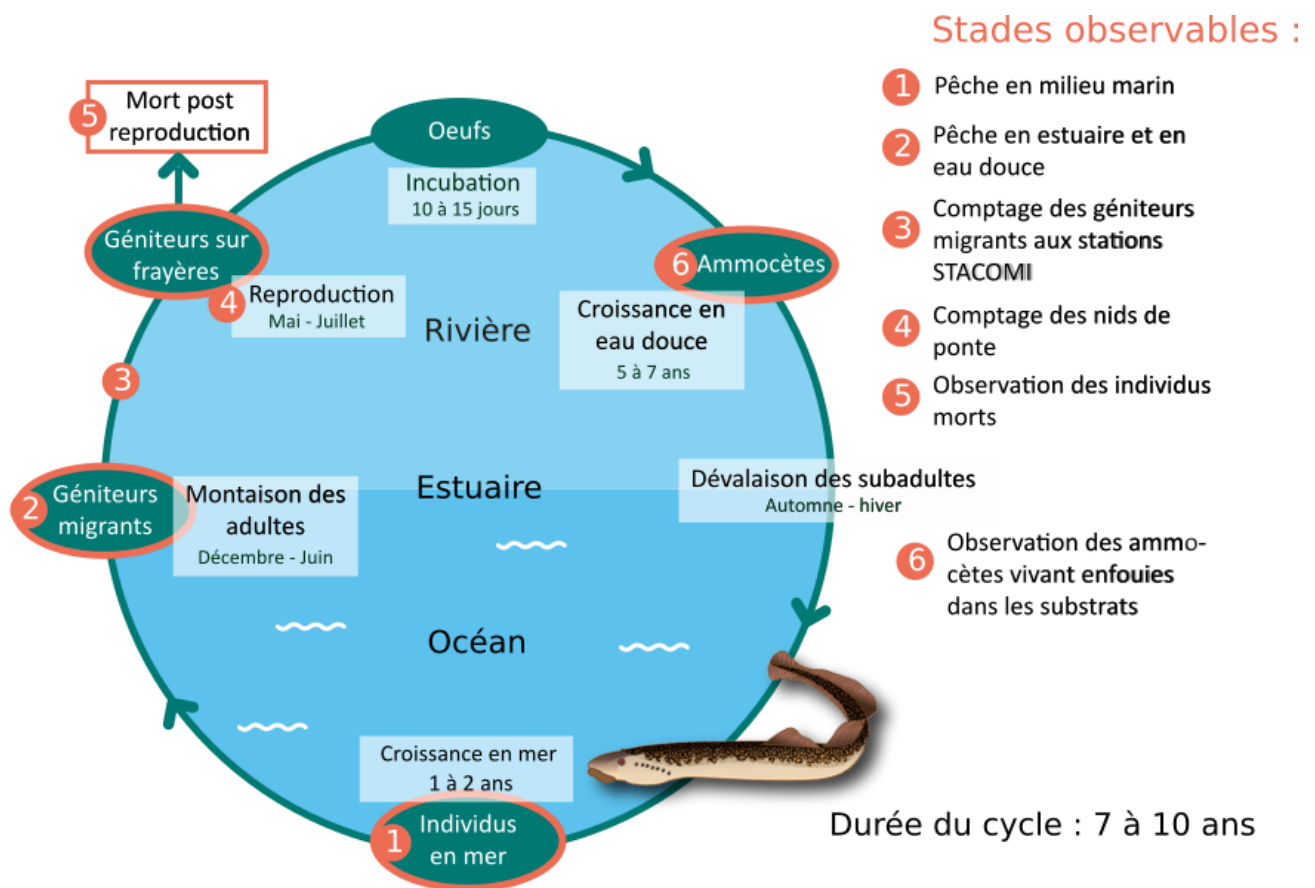 Stades observables :
1 Pêche en milieu marin
2 Pêche en estuaire et en
eau douce
3 Comptage des géniteurs
migrants aux stations
STACOMI
4 Comptage des nids de
ponte
5 Observation des individus
morts
6 Observation des ammo-
cètes vivant enfouies
dans les substrats
5 Mort post
reproduction
Oeufs
Incubation
10 à 15 jours
Géniteurs sur
frayères
4 Reproduction
Mai - Juillet
Rivière
6 Ammocètes
Croissance en
eau douce
5 à 7 ans
3
2 Géniteurs
migrants
Montaison des
adultes
Décembre - Juin
Estuaire
Dévalaison des subadultes
Automne - hiver
Océan
Croissance en mer
1 à 2 ans
1 Individus
en mer
Durée du cycle : 7 à 10 ans